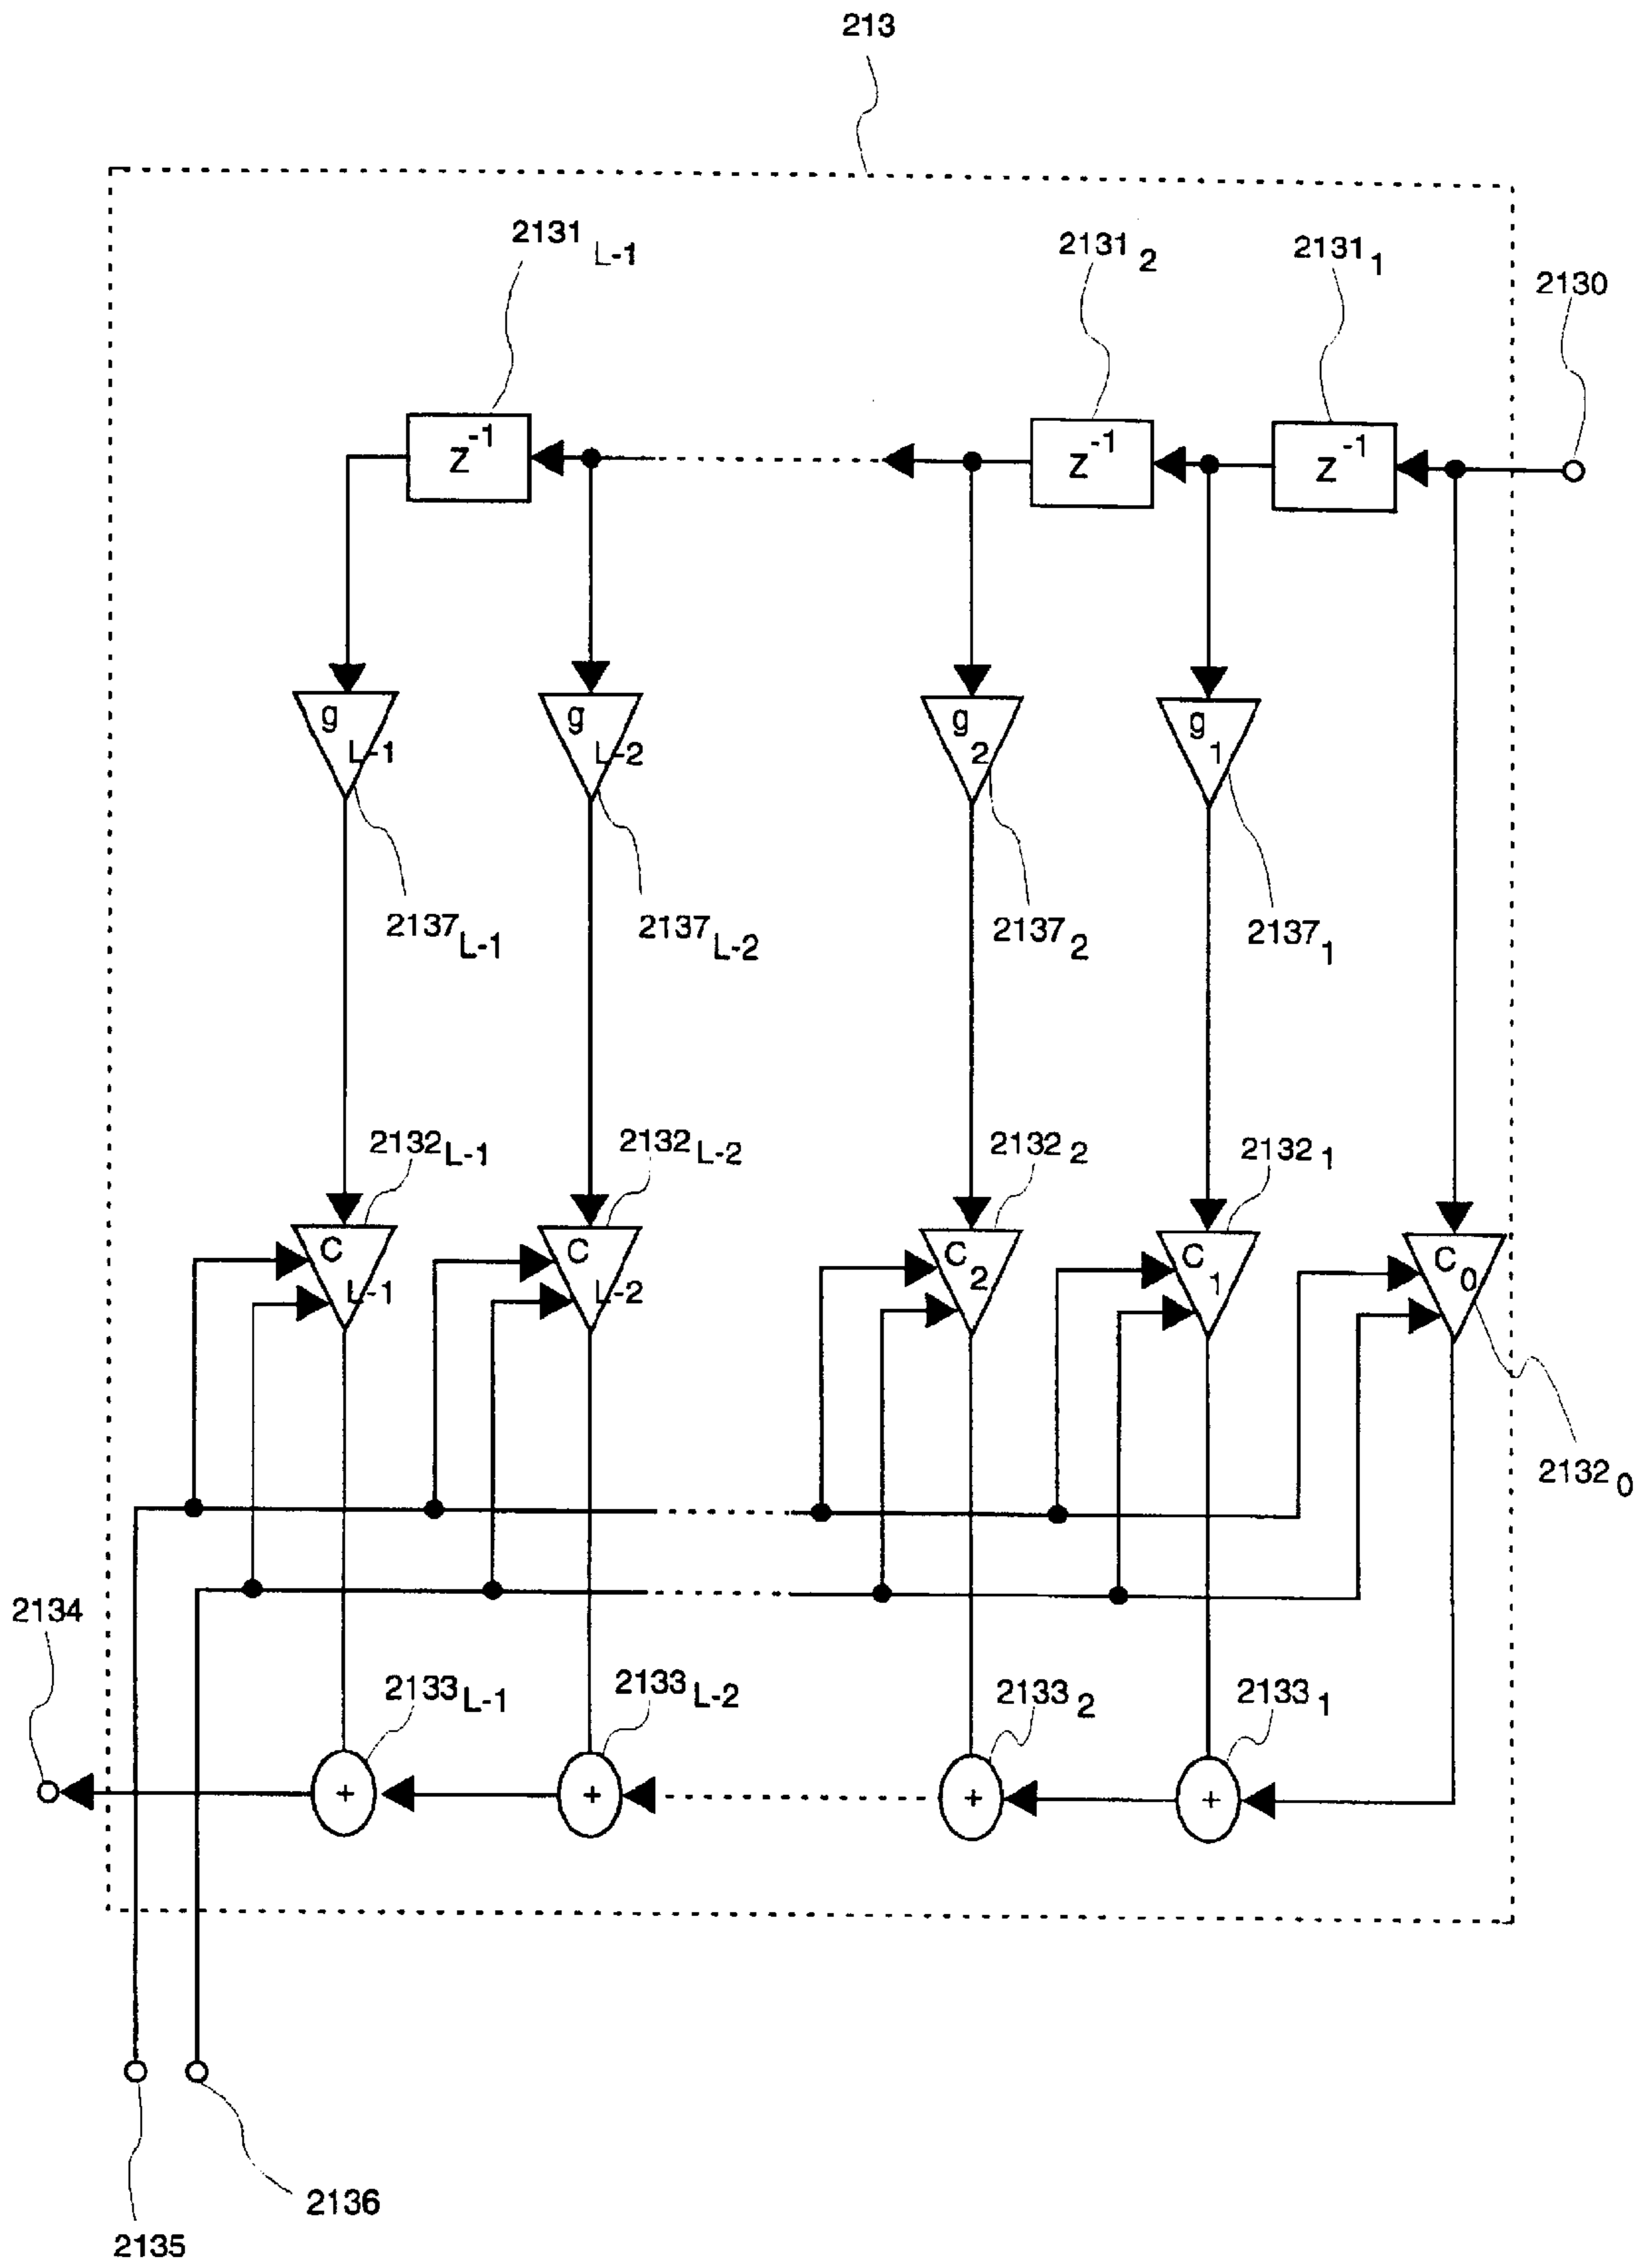 213
2131 L-1
2131 2
2131 1
2130
z -1
z -1
z -1
g L-1
g L-2
g 2
g 1
2137 L-1
2137 L-2
2137 2
2137 1
2132 L-1
2132 L-2
2132 2
2132 1
C L-1
C L-2
C 2
C 1
C 0
2132 0
2134
2133 L-1
2133 L-2
2133 2
2133 1
+
+
+
+
2136
2135